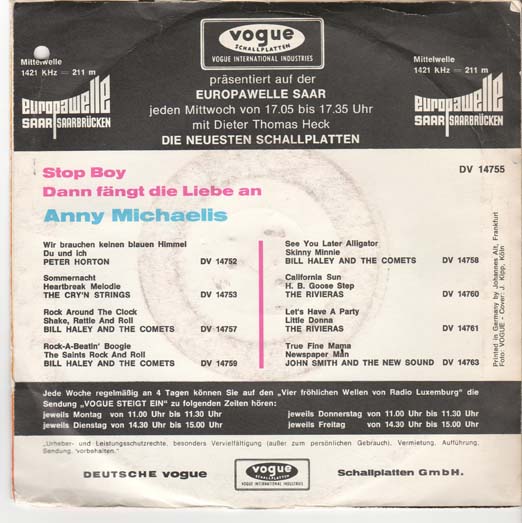 vogue
SCHALLPLATTEN
VOGUE INTERNATIONAL INDUSTRIES
Mittelwelle
1421 KHz = 211 m
europawelle
SAAR SAARBRÜCKEN
präsentiert auf der
EUROPAWELLE SAAR
jeden Mittwoch von 17.05 bis 17.35 Uhr
mit Dieter Thomas Heck
DIE NEUESTEN SCHALLPLATTEN
Mittelwelle
1421 KHz = 211 m
europawelle
SAAR SAARBRÜCKEN
Stop Boy
Dann fängt die Liebe an
Anny Michaelis
DV 14755
Wir brauchen keinen blauen Himmel
Du und ich
PETER HORTON DV 14752
Sommernacht
Heartbreak Melodie
THE CRY'N STRINGS DV 14753
Rock Around The Clock
Shake, Rattle And Roll
BILL HALEY AND THE COMETS DV 14757
Rock-A-Beatin' Boogie
The Saints Rock And Roll
BILL HALEY AND THE COMETS DV 14759
See You Later Alligator
Skinny Minnie
BILL HALEY AND THE COMETS DV 14758
California Sun
H. B. Goose Step
THE RIVIERAS DV 14760
Let's Have A Party
Little Donna
THE RIVIERAS DV 14761
True Fine Mama
Newspaper Man
JOHN SMITH AND THE NEW SOUND DV 14763
Printed in Germany by Johannes Alt, Frankfurt
Foto: VOGUE - Cover: J. Kipp, Köln
Jede Woche regelmäßig an 4 Tagen können Sie auf den „Vier fröhlichen Wellen von Radio Luxemburg" die
Sendung „VOGUE STEIGT EIN" zu folgenden Zeiten hören:
jeweils Montag von 11.00 Uhr bis 11.30 Uhr
jeweils Dienstag von 14.30 Uhr bis 15.00 Uhr
jeweils Donnerstag von 11.00 Uhr bis 11.30 Uhr
jeweils Freitag von 14.30 Uhr bis 15.00 Uhr
„Urheber- und Leistungsschutzrechte, besonders Vervielfältigung (außer zum persönlichen Gebrauch), Vermietung, Aufführung,
Sendung, vorbehalten."
DEUTSCHE vogue
vogue
SCHALLPLATTEN
VOGUE INTERNATIONAL INDUSTRIES
Schallplatten GmbH.